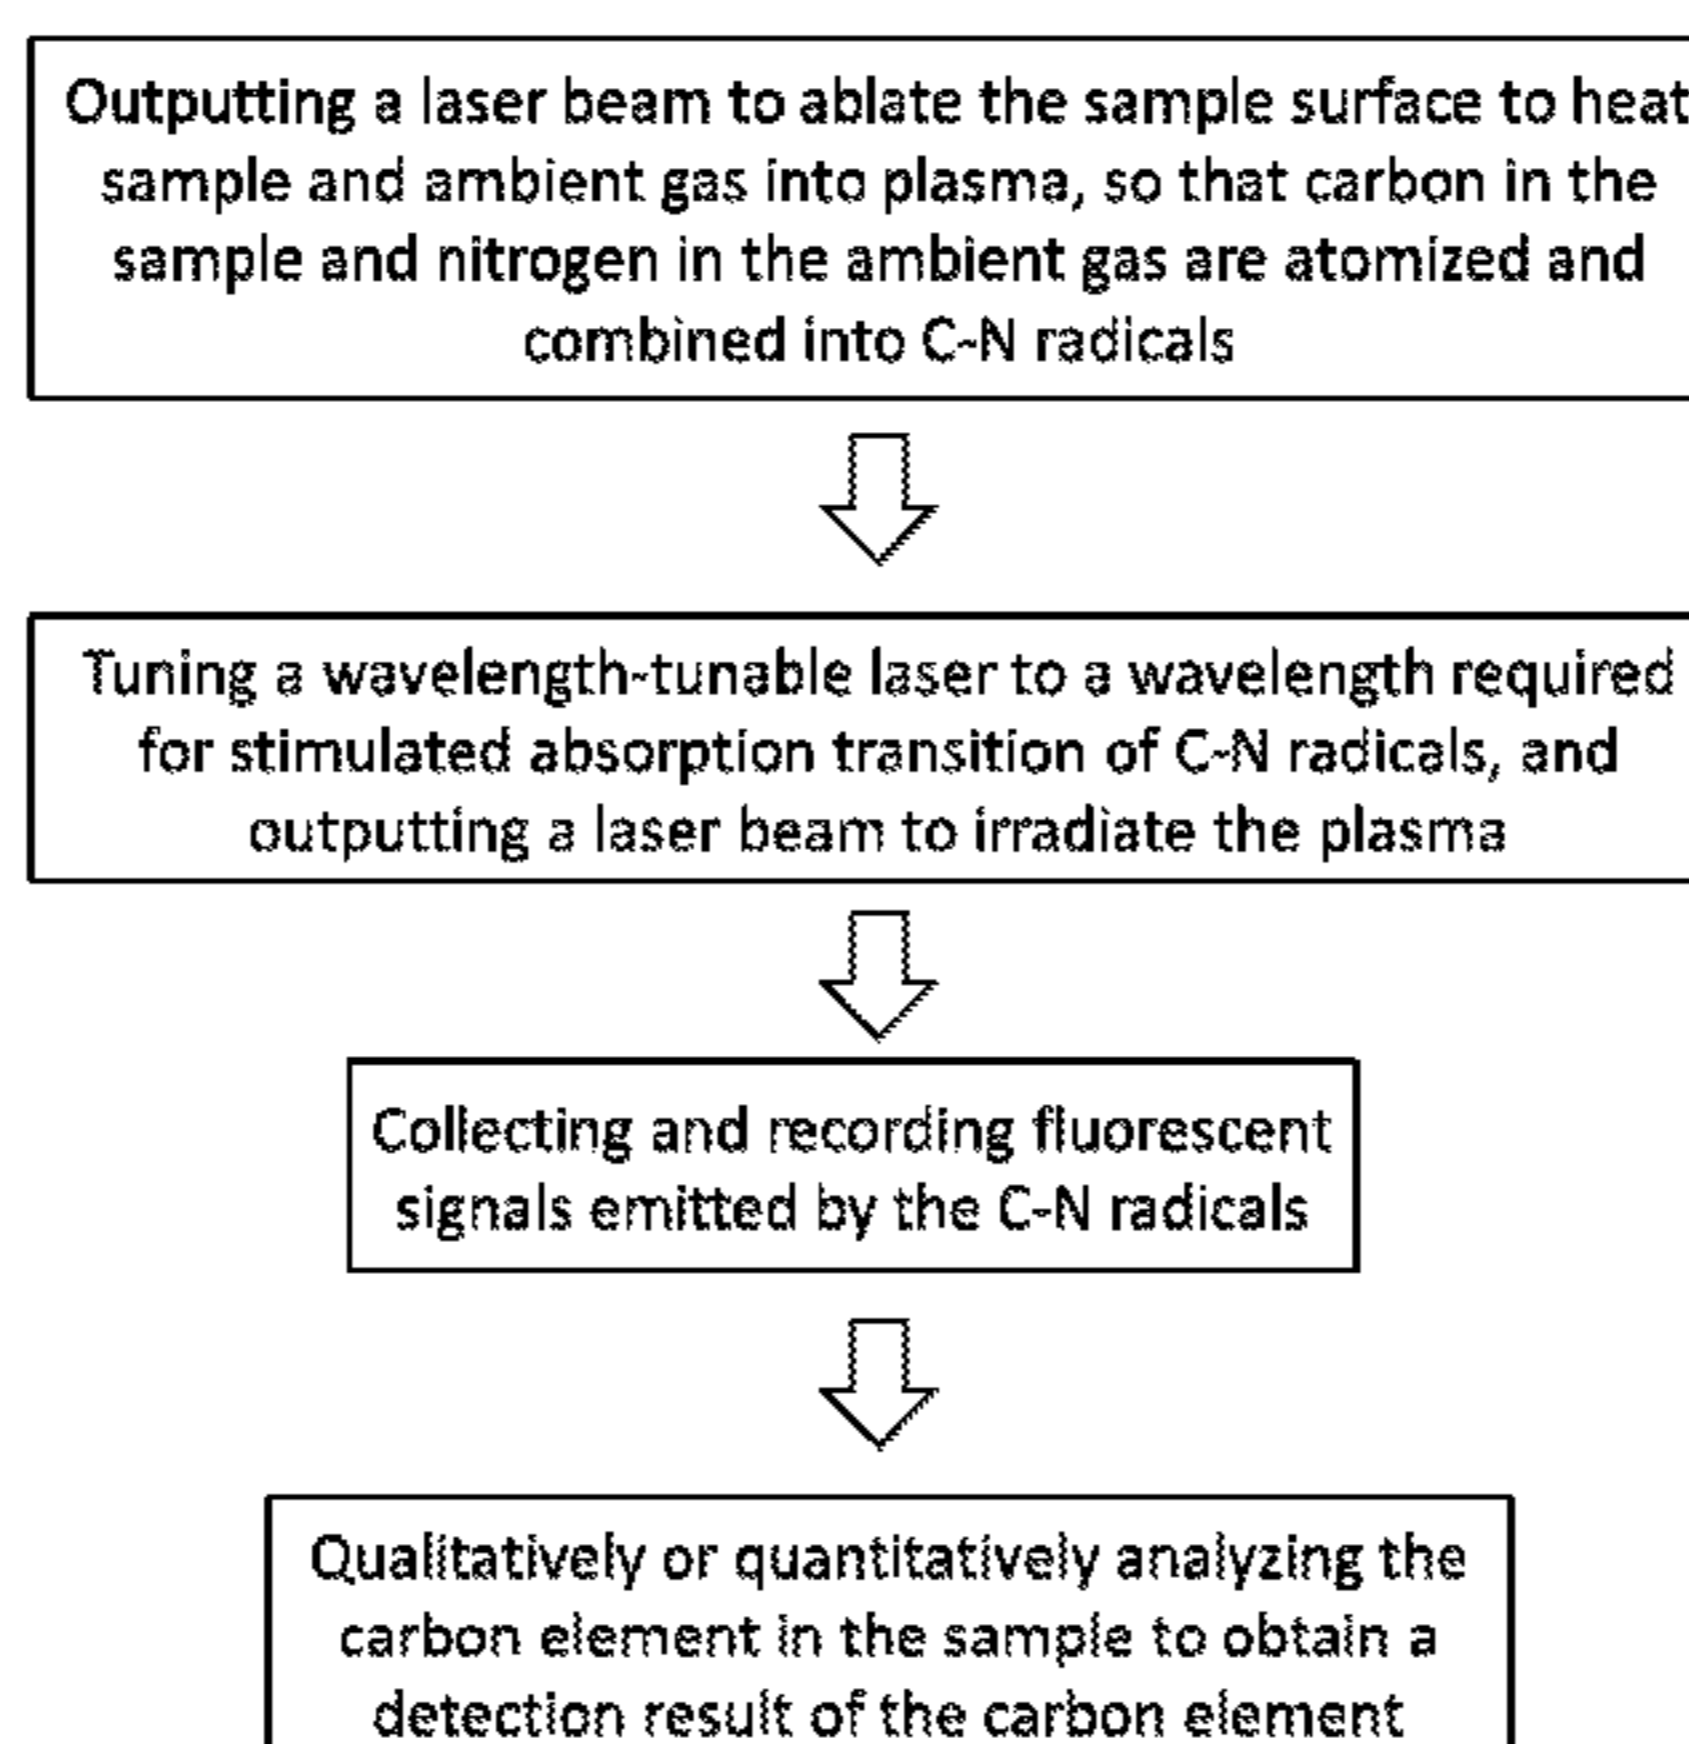 Outputting a laser beam to ablate the sample surface to heat
sample and ambient gas into plasma, so that carbon in the
sample and nitrogen in the ambient gas are atomized and
combined into C-N radicals
Tuning a wavelength-tunable laser to a wavelength required
for stimulated absorption transition of C-N radicals, and
outputting a laser beam to irradiate the plasma
Collecting and recording fluorescent
signals emitted by the C-N radicals
Qualitatively or quantitatively analyzing the
carbon element in the sample to obtain a
detection result of the carbon element